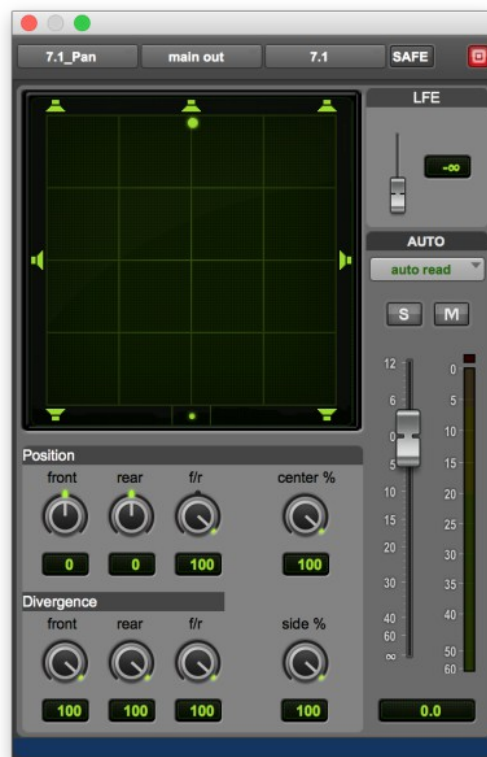 7.1_Pan main out 7.1 SAFE
LFE
-∞
AUTO
auto read
S M
12 0
6 5
0 10
5 15
10 20
15 25
20 30
30 35
40 40
60 50
∞ 60
0.0
Position
front rear f/r center %
0 0 100 100
Divergence
front rear f/r side %
100 100 100 100